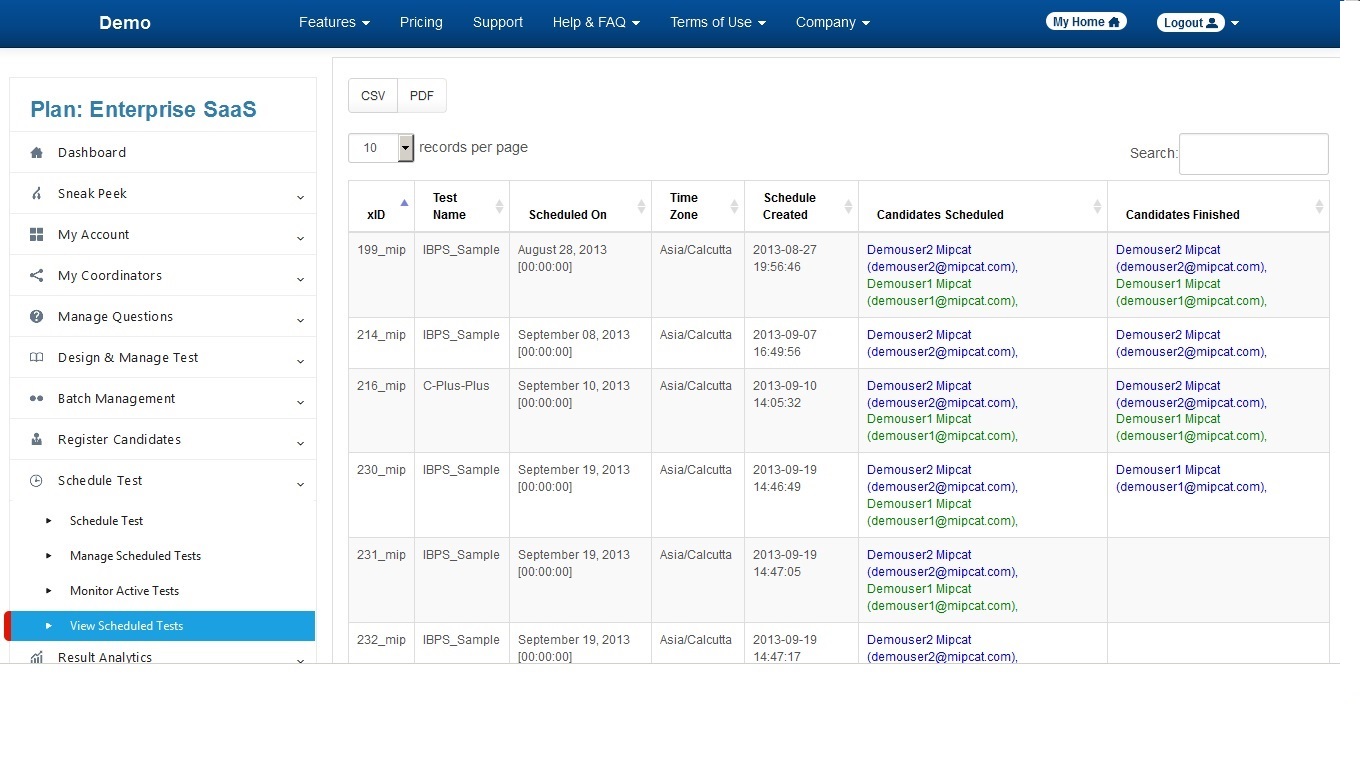 Demo Features Pricing Support Help & FAQ Terms of Use Company My Home Logout
Plan: Enterprise SaaS
Dashboard
Sneak Peek
My Account
My Coordinators
Manage Questions
Design & Manage Test
Batch Management
Register Candidates
Schedule Test
Schedule Test
Manage Scheduled Tests
Monitor Active Tests
View Scheduled Tests
Result Analytics
CSV PDF
10 records per page
Search:
xID Test Name Scheduled On Time Zone Schedule Created Candidates Scheduled Candidates Finished
199_mip IBPS_Sample August 28, 2013 Asia/Calcutta 2013-08-27 Demouser2 Mipcat Demouser2 Mipcat
[00:00:00] 19:56:46 (demouser2@mipcat.com), (demouser2@mipcat.com),
Demouser1 Mipcat Demouser1 Mipcat
(demouser1@mipcat.com), (demouser1@mipcat.com),
214_mip IBPS_Sample September 08, 2013 Asia/Calcutta 2013-09-07 Demouser2 Mipcat Demouser2 Mipcat
[00:00:00] 16:49:56 (demouser2@mipcat.com), (demouser2@mipcat.com),
216_mip C-Plus-Plus September 10, 2013 Asia/Calcutta 2013-09-10 Demouser2 Mipcat Demouser2 Mipcat
[00:00:00] 14:05:32 (demouser2@mipcat.com), (demouser2@mipcat.com),
Demouser1 Mipcat Demouser1 Mipcat
(demouser1@mipcat.com), (demouser1@mipcat.com),
230_mip IBPS_Sample September 19, 2013 Asia/Calcutta 2013-09-19 Demouser2 Mipcat Demouser1 Mipcat
[00:00:00] 14:46:49 (demouser2@mipcat.com), (demouser1@mipcat.com),
Demouser1 Mipcat
(demouser1@mipcat.com),
231_mip IBPS_Sample September 19, 2013 Asia/Calcutta 2013-09-19 Demouser2 Mipcat
[00:00:00] 14:47:05 (demouser2@mipcat.com),
Demouser1 Mipcat
(demouser1@mipcat.com),
232_mip IBPS_Sample September 19, 2013 Asia/Calcutta 2013-09-19 Demouser2 Mipcat
[00:00:00] 14:47:17 (demouser2@mipcat.com),